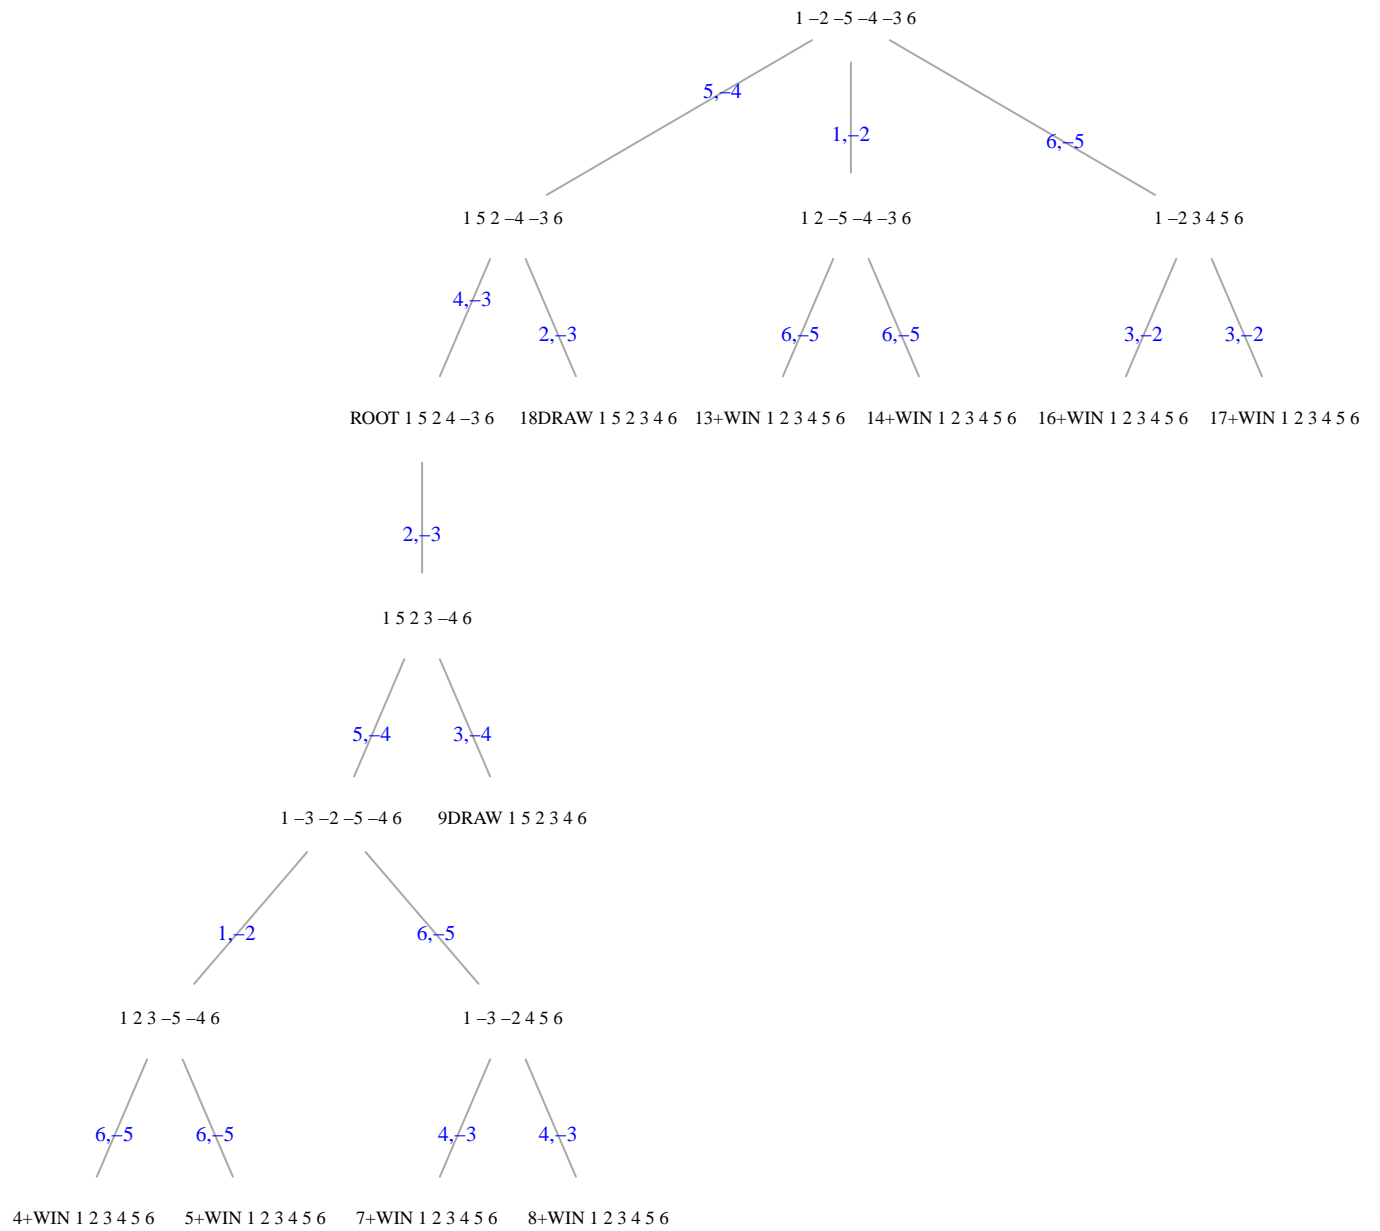 1 –2 –5 –4 –3 6
5,–4
1,–2
6,–5
1 5 2 –4 –3 6
1 2 –5 –4 –3 6
1 –2 3 4 5 6
4,–3
2,–3
6,–5
6,–5
3,–2
3,–2
ROOT 1 5 2 4 –3 6
18DRAW 1 5 2 3 4 6
13+WIN 1 2 3 4 5 6
14+WIN 1 2 3 4 5 6
16+WIN 1 2 3 4 5 6
17+WIN 1 2 3 4 5 6
2,–3
1 5 2 3 –4 6
5,–4
3,–4
1 –3 –2 –5 –4 6
9DRAW 1 5 2 3 4 6
1,–2
6,–5
1 2 3 –5 –4 6
1 –3 –2 4 5 6
6,–5
6,–5
4,–3
4,–3
4+WIN 1 2 3 4 5 6
5+WIN 1 2 3 4 5 6
7+WIN 1 2 3 4 5 6
8+WIN 1 2 3 4 5 6